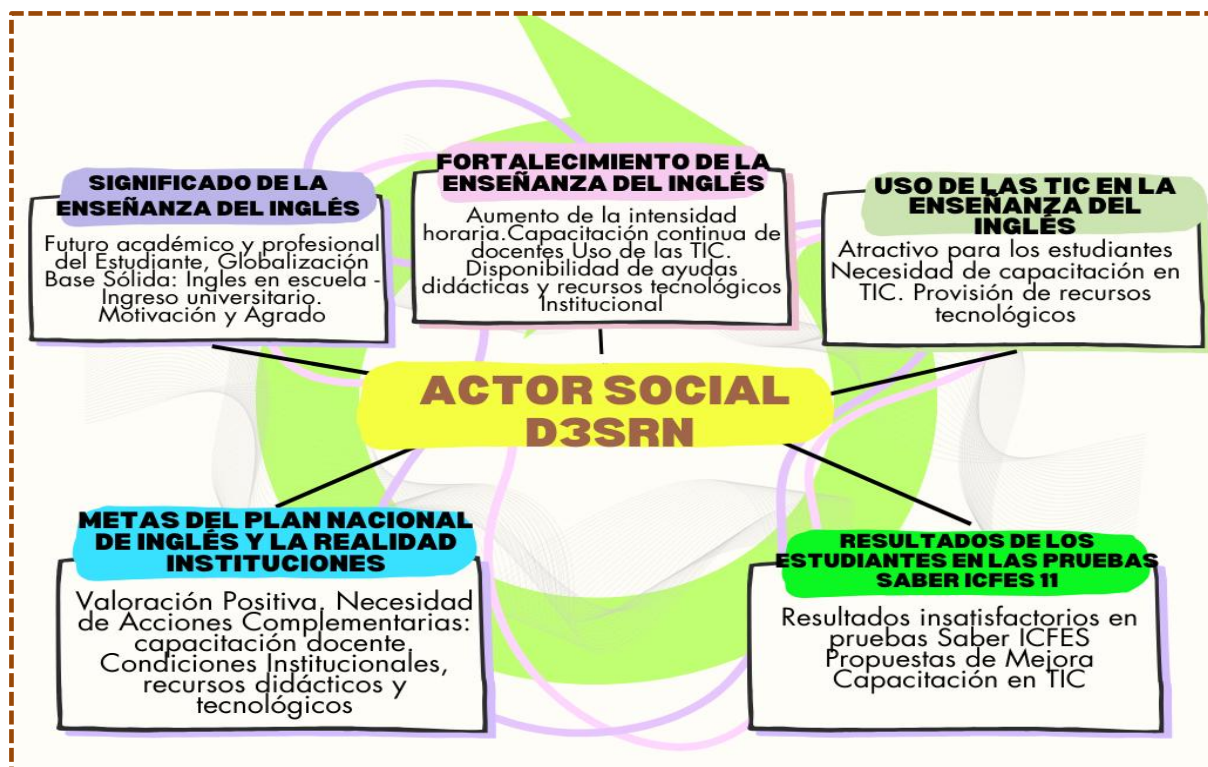 SIGNIFICADO DE LA
ENSEÑANZA DEL INGLÉS
Futuro académico y profesional
del Estudiante, Globalización
Base Sólida: Ingles en escuela -
Ingreso universitario.
Motivación y Agrado
FORTALECIMIENTO DE LA
ENSEÑANZA DEL INGLÉS
Aumento de la intensidad
horaria.Capacitación continua de
docentes Uso de las TIC.
Disponibilidad de ayudas
didácticas y recursos tecnológicos
Institucional
USO DE LAS TIC EN LA
ENSEÑANZA DEL
INGLÉS
Atractivo para los estudiantes
Necesidad de capacitación en
TIC. Provisión de recursos
tecnológicos
ACTOR SOCIAL
D3SRN
METAS DEL PLAN NACIONAL
DE INGLÉS Y LA REALIDAD
INSTITUCIONES
Valoración Positiva, Necesidad
de Acciones Complementarias:
capacitación docente,
Condiciones Institucionales,
recursos didácticos y
tecnológicos
RESULTADOS DE LOS
ESTUDIANTES EN LAS PRUEBAS
SABER ICFES 11
Resultados insatisfactorios en
pruebas Saber ICFES
Propuestas de Mejora
Capacitación en TIC